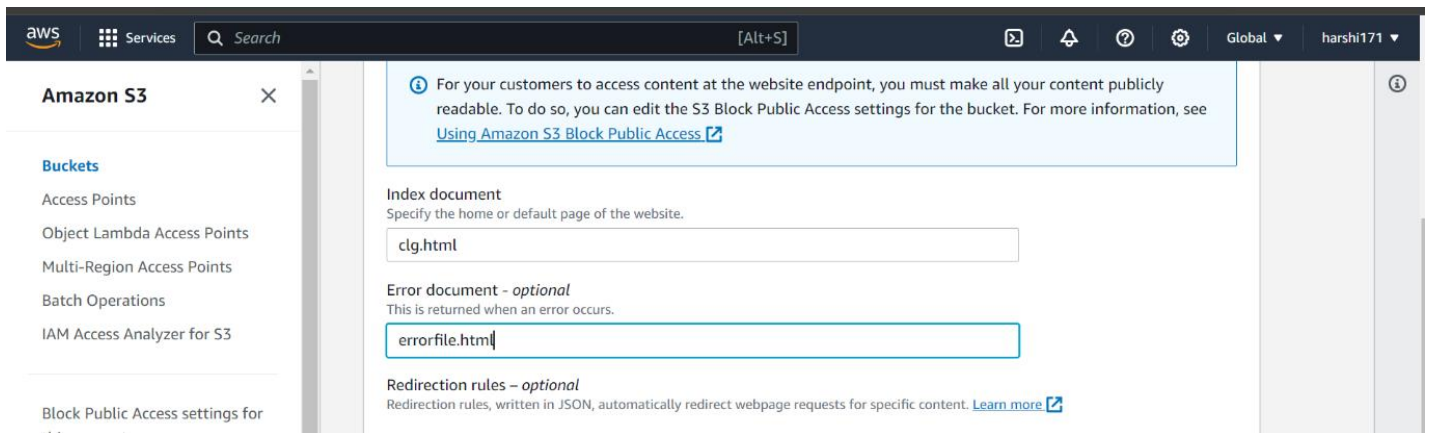 aws Services Search [Alt+S] Global ▼ harshi171 ▼
Amazon S3
Buckets
Access Points
Object Lambda Access Points
Multi-Region Access Points
Batch Operations
IAM Access Analyzer for S3
Block Public Access settings for
For your customers to access content at the website endpoint, you must make all your content publicly
readable. To do so, you can edit the S3 Block Public Access settings for the bucket. For more information, see
Using Amazon S3 Block Public Access
Index document
Specify the home or default page of the website.
clg.html
Error document - optional
This is returned when an error occurs.
errorfile.html
Redirection rules – optional
Redirection rules, written in JSON, automatically redirect webpage requests for specific content. Learn more